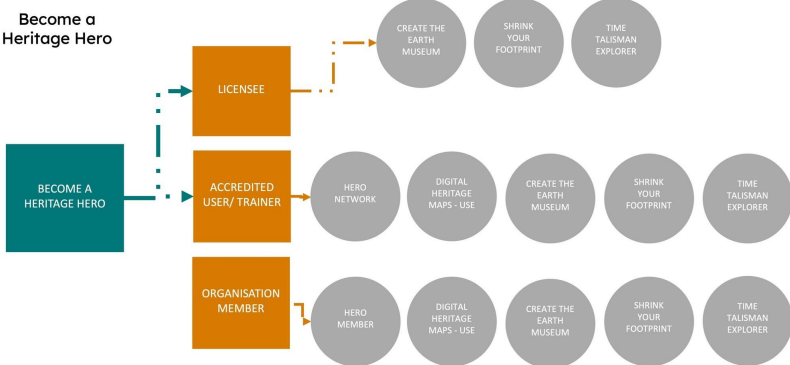 Become a
Heritage Hero
CREATE THE
EARTH
MUSEUM
SHRINK
YOUR
FOOTPRINT
TIME
TALISMAN
EXPLORER
LICENSEE
BECOME A
HERITAGE HERO
ACCREDITED
USER/ TRAINER
HERO
NETWORK
DIGITAL
HERITAGE
MAPS - USE
CREATE THE
EARTH
MUSEUM
SHRINK
YOUR
FOOTPRINT
TIME
TALISMAN
EXPLORER
ORGANISATION
MEMBER
HERO
MEMBER
DIGITAL
HERITAGE
MAPS - USE
CREATE THE
EARTH
MUSEUM
SHRINK
YOUR
FOOTPRINT
TIME
TALISMAN
EXPLORER